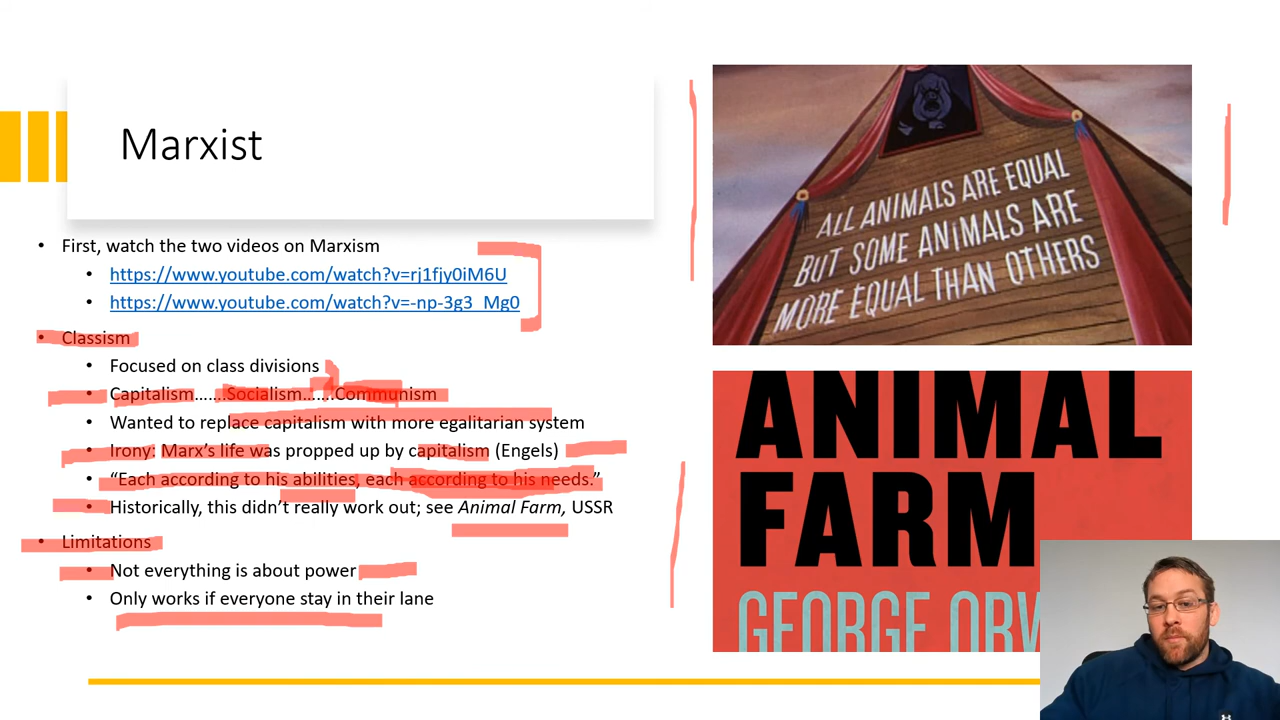 Marxist
• First, watch the two videos on Marxism
• https://www.youtube.com/watch?v=rj1fjy0iM6U
• https://www.youtube.com/watch?v=-np-3g3_Mg0
• Classism
• Focused on class divisions
• Capitalism…….Socialism…….Communism
• Wanted to replace capitalism with more egalitarian system
• Irony: Marx’s life was propped up by capitalism (Engels)
• “Each according to his abilities, each according to his needs.”
• Historically, this didn’t really work out; see Animal Farm, USSR
• Limitations
• Not everything is about power
• Only works if everyone stay in their lane
ALL ANIMALS ARE EQUAL
BUT SOME ANIMALS ARE
MORE EQUAL THAN OTHERS
ANIMAL
FARM
GEORGE